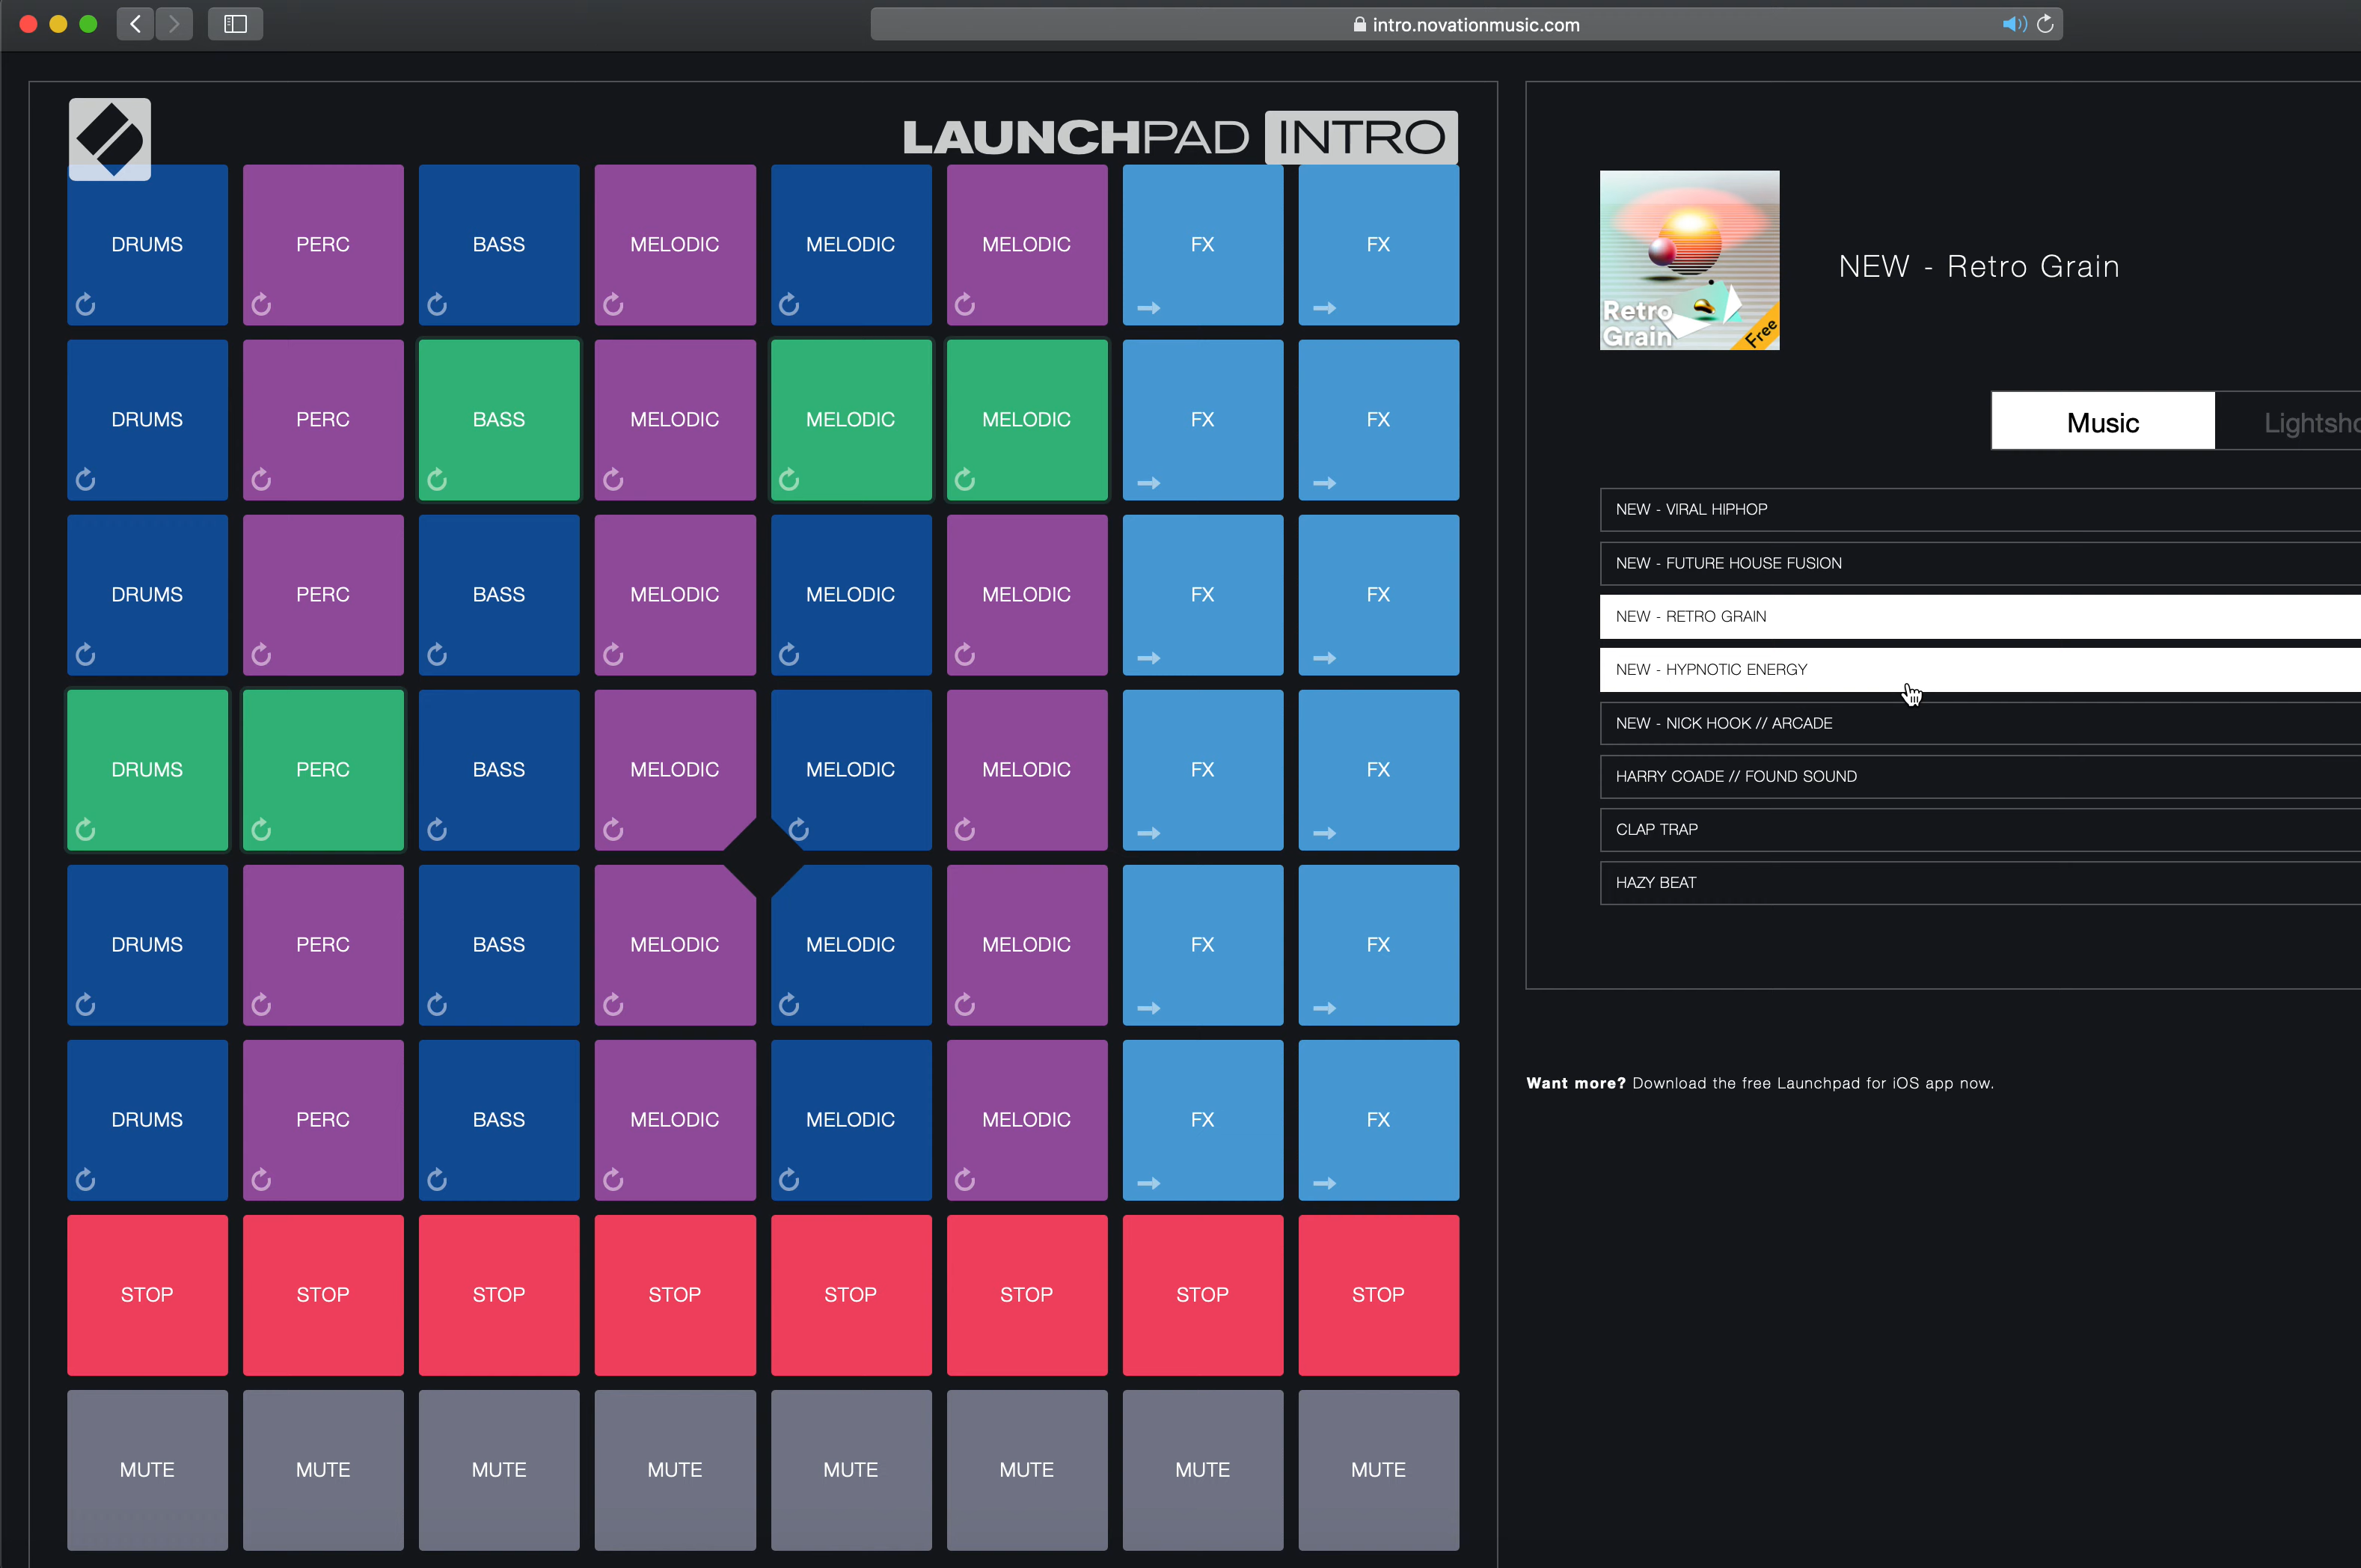 intro.novationmusic.com
LAUNCHPAD INTRO
DRUMS PERC BASS MELODIC MELODIC MELODIC FX FX
DRUMS PERC BASS MELODIC MELODIC MELODIC FX FX
DRUMS PERC BASS MELODIC MELODIC MELODIC FX FX
DRUMS PERC BASS MELODIC MELODIC MELODIC FX FX
DRUMS PERC BASS MELODIC MELODIC MELODIC FX FX
DRUMS PERC BASS MELODIC MELODIC MELODIC FX FX
STOP STOP STOP STOP STOP STOP STOP STOP
MUTE MUTE MUTE MUTE MUTE MUTE MUTE MUTE
Retro
Grain
Free
NEW - Retro Grain
Music Lightsho
NEW - VIRAL HIPHOP
NEW - FUTURE HOUSE FUSION
NEW - RETRO GRAIN
NEW - HYPNOTIC ENERGY
NEW - NICK HOOK // ARCADE
HARRY COADE // FOUND SOUND
CLAP TRAP
HAZY BEAT
Want more? Download the free Launchpad for iOS app now.